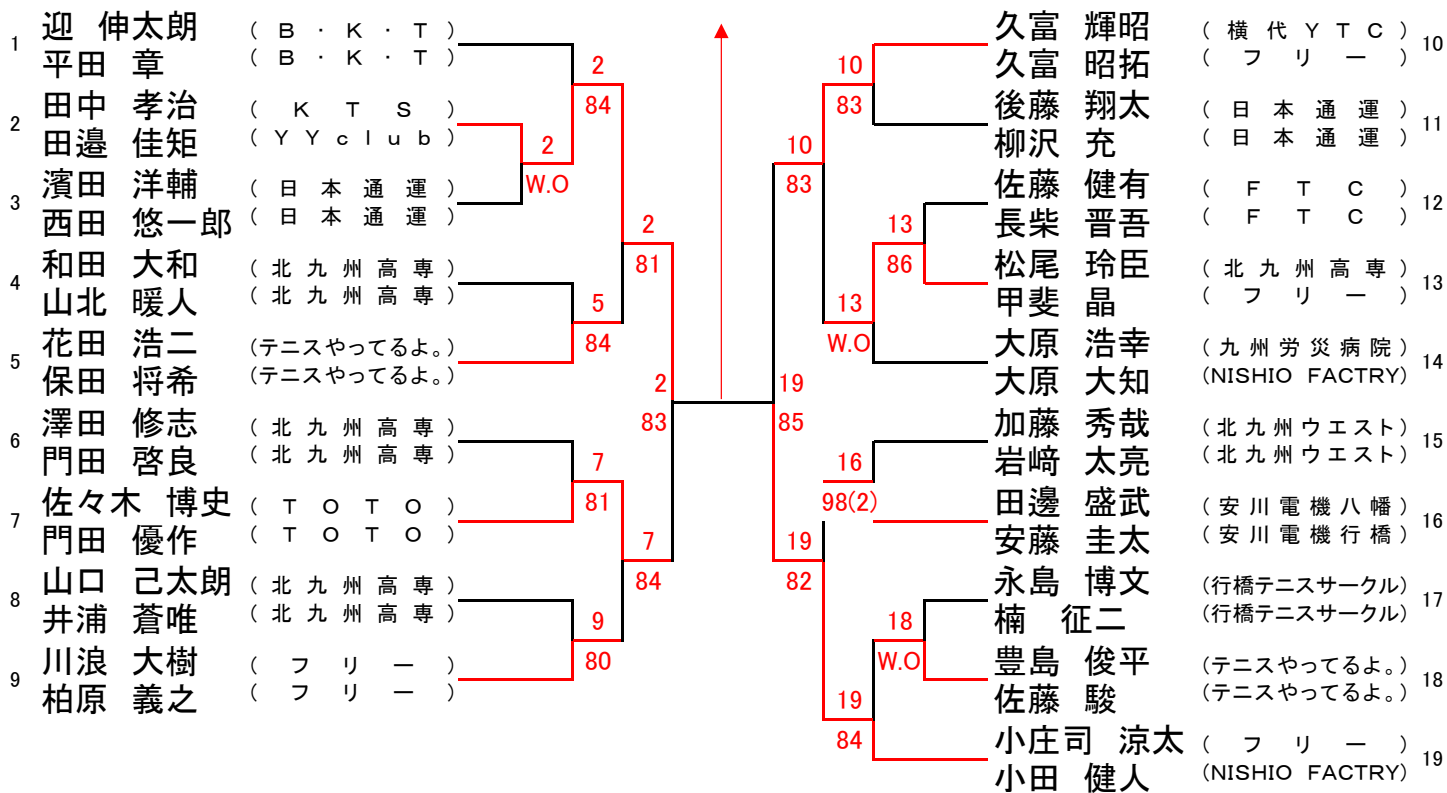 1
迎 伸太朗 ( B ・ K ・ T )
平田 章 ( B ・ K ・ T )
2
田中 孝治 ( K T S )
田邉 佳矩 ( Y Y c l u b )
3
濱田 洋輔 ( 日 本 通 運 )
西田 悠一郎 ( 日 本 通 運 )
4
和田 大和 ( 北 九 州 高 専 )
山北 暖人 ( 北 九 州 高 専 )
5
花田 浩二 (テニスやってるよ。)
保田 将希 (テニスやってるよ。)
6
澤田 修志 ( 北 九 州 高 専 )
門田 啓良 ( 北 九 州 高 専 )
7
佐々木 博史 ( T O T O )
門田 優作 ( T O T O )
8
山口 己太朗 ( 北 九 州 高 専 )
井浦 蒼唯 ( 北 九 州 高 専 )
9
川浪 大樹 ( フ リ ー )
柏原 義之 ( フ リ ー )
2
84
2
W.O
2
81
5
84
2
83
7
81
7
84
9
80
10
83
10
83
13
86
13
W.O
19
85
16
98(2)
19
82
18
W.O
19
84
久富 輝昭 ( 横 代 Y T C )
久富 昭拓 ( フ リ ー )
10
後藤 翔太 ( 日 本 通 運 )
柳沢 充 ( 日 本 通 運 )
11
佐藤 健有 ( F T C )
長柴 晋吾 ( F T C )
12
松尾 玲臣 ( 北 九 州 高 専 )
甲斐 晶 ( フ リ ー )
13
大原 浩幸 ( 九 州 労 災 病 院 )
大原 大知 (NISHIO FACTRY)
14
加藤 秀哉 ( 北 九 州 ウ エ ス ト )
岩﨑 太亮 ( 北 九 州 ウ エ ス ト )
15
田邊 盛武 ( 安 川 電 機 八 幡 )
安藤 圭太 ( 安 川 電 機 行 橋 )
16
永島 博文 (行橋テニスサークル)
楠 征二 (行橋テニスサークル)
17
豊島 俊平 (テニスやってるよ。)
佐藤 駿 (テニスやってるよ。)
18
小庄司 涼太 ( フ リ ー )
小田 健人 (NISHIO FACTRY)
19